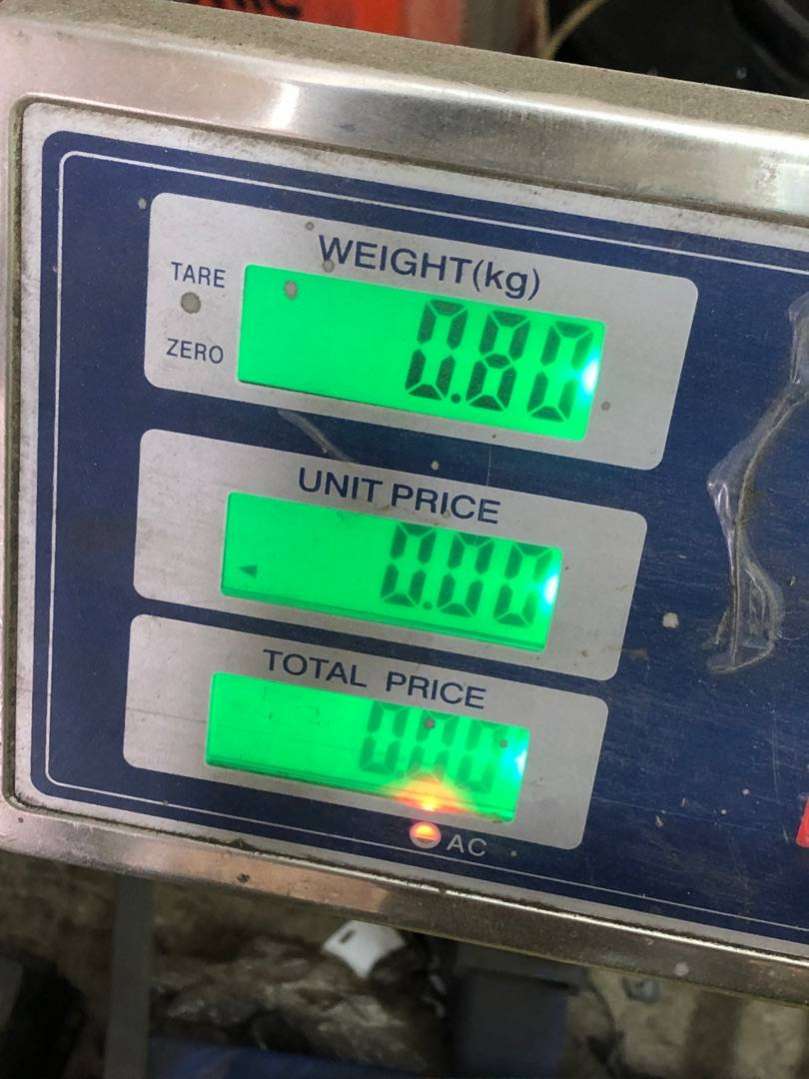 WEIGHT(kg)
TARE
0.80
ZERO
UNIT PRICE
0.00
TOTAL PRICE
0.00
AC